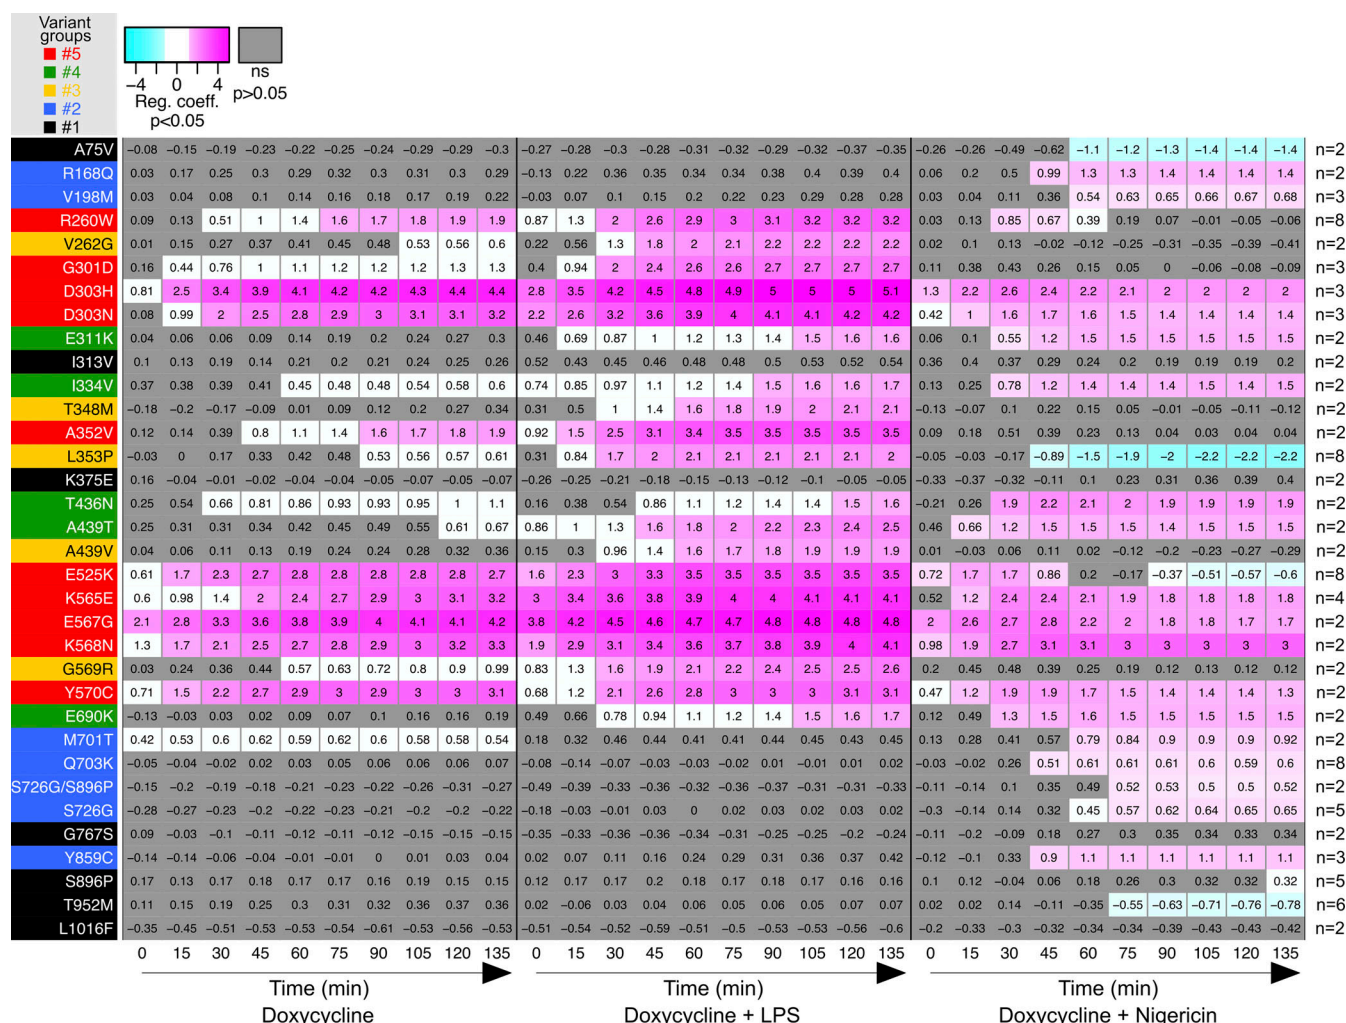 Variant
groups
#5
#4
#3
#2
#1
−4 0 4
Reg. coeff.
p<0.05
ns
p>0.05
A75V −0.08 −0.15 −0.19 −0.23 −0.22 −0.25 −0.24 −0.29 −0.29 −0.3 −0.27 −0.28 −0.3 −0.28 −0.31 −0.32 −0.29 −0.32 −0.37 −0.35 −0.26 −0.26 −0.51 −0.62 −1.1 −1.2 −1.3 −1.4 −1.4 −1.4 n=2
R168Q 0.03 0.17 0.25 0.3 0.29 0.32 0.3 0.31 0.3 0.29 −0.13 0.22 0.36 0.35 0.34 0.34 0.38 0.4 0.39 0.4 0.06 0.2 0.5 0.99 1.3 1.3 1.4 1.4 1.4 1.4 n=2
V198M 0.03 0.04 0.08 0.1 0.14 0.16 0.18 0.17 0.19 0.22 −0.03 0.07 0.1 0.15 0.2 0.22 0.23 0.29 0.28 0.28 0.03 0.04 0.11 0.36 0.54 0.63 0.65 0.66 0.67 0.68 n=3
R260W 0.09 0.13 0.51 1 1.4 1.6 1.7 1.8 1.9 1.9 0.87 1.3 2 2.6 2.9 3 3.1 3.2 3.2 3.2 0.03 0.13 0.85 0.67 0.39 0.19 0.07 −0.01 −0.05 −0.06 n=8
V262G 0.01 0.15 0.27 0.37 0.41 0.45 0.48 0.53 0.56 0.6 0.22 0.56 1.3 1.8 2 2.1 2.2 2.2 2.2 2.2 0.02 0.1 0.13 −0.02 −0.12 −0.25 −0.31 −0.35 −0.39 −0.41 n=2
G301D 0.16 0.44 0.76 1 1.1 1.2 1.2 1.2 1.3 1.3 0.4 0.94 2 2.4 2.6 2.6 2.7 2.7 2.7 2.7 0.11 0.38 0.43 0.26 0.15 0.05 0 −0.06 −0.08 −0.09 n=3
D303H 0.81 2.5 3.4 3.9 4.1 4.2 4.2 4.3 4.4 4.4 2.8 3.5 4.2 4.5 4.8 4.9 5 5 5 5.1 1.3 2.2 2.6 2.4 2.2 2.1 2 2 2 2 n=3
D303N 0.08 0.99 2 2.5 2.8 2.9 3 3.1 3.1 3.2 2.2 2.6 3.2 3.6 3.9 4 4.1 4.1 4.2 4.2 0.42 1 1.6 1.7 1.6 1.5 1.4 1.4 1.4 1.4 n=3
E311K 0.04 0.06 0.06 0.09 0.14 0.19 0.2 0.24 0.27 0.3 0.46 0.69 0.87 1 1.2 1.3 1.4 1.5 1.6 1.6 0.06 0.1 0.55 1.2 1.5 1.5 1.5 1.5 1.5 1.5 n=2
I313V 0.1 0.13 0.19 0.14 0.21 0.2 0.21 0.24 0.25 0.26 0.52 0.43 0.45 0.46 0.48 0.48 0.5 0.53 0.52 0.54 0.36 0.4 0.37 0.29 0.24 0.2 0.19 0.19 0.19 0.2 n=2
I334V 0.37 0.38 0.39 0.41 0.45 0.48 0.48 0.54 0.58 0.6 0.74 0.85 0.97 1.1 1.2 1.4 1.5 1.6 1.6 1.7 0.13 0.25 0.78 1.2 1.4 1.4 1.4 1.5 1.4 1.5 n=2
T348M −0.18 −0.2 −0.17 −0.09 0.01 0.09 0.12 0.2 0.27 0.34 0.31 0.5 1 1.4 1.6 1.8 1.9 2 2.1 2.1 −0.13 −0.07 0.1 0.22 0.15 0.05 −0.01 −0.05 −0.11 −0.12 n=2
A352V 0.12 0.14 0.39 0.8 1.1 1.4 1.6 1.7 1.8 1.9 0.92 1.5 2.5 3.1 3.4 3.5 3.5 3.5 3.5 3.5 0.09 0.18 0.51 0.39 0.23 0.13 0.04 0.03 0.04 0.04 n=2
L353P −0.03 0 0.17 0.33 0.42 0.48 0.53 0.56 0.57 0.61 0.31 0.84 1.7 2 2.1 2.1 2.1 2.1 2.1 2 −0.05 −0.03 −0.17 −0.89 −1.5 −1.9 −2 −2.2 −2.2 −2.2 n=8
K375E 0.16 −0.04 −0.01 −0.02 −0.04 −0.04 −0.05 −0.07 −0.05 −0.07 −0.26 −0.25 −0.21 −0.18 −0.15 −0.13 −0.12 −0.1 −0.05 −0.05 −0.33 −0.37 −0.32 −0.11 0.1 0.23 0.31 0.36 0.39 0.4 n=2
T436N 0.25 0.54 0.66 0.81 0.86 0.93 0.93 0.95 1 1.1 0.16 0.38 0.54 0.86 1.1 1.2 1.4 1.4 1.5 1.6 −0.21 0.26 1.9 2.2 2.1 2 1.9 1.9 1.9 1.9 n=2
A439T 0.25 0.31 0.31 0.34 0.42 0.45 0.49 0.55 0.61 0.67 0.86 1 1.3 1.6 1.8 2 2.2 2.3 2.4 2.5 0.46 0.66 1.2 1.5 1.5 1.4 1.5 1.5 1.5 1.5 n=2
A439V 0.04 0.06 0.11 0.13 0.19 0.24 0.24 0.28 0.32 0.36 0.15 0.3 0.96 1.4 1.6 1.7 1.8 1.9 1.9 1.9 0.01 −0.03 0.06 0.11 0.02 −0.12 −0.2 −0.23 −0.27 −0.29 n=2
E525K 0.61 1.7 2.3 2.7 2.8 2.8 2.8 2.8 2.8 2.7 1.6 2.3 3 3.3 3.5 3.5 3.5 3.5 3.5 3.5 0.72 1.7 1.7 0.86 0.2 −0.17 −0.37 −0.51 −0.57 −0.6 n=8
K565E 0.6 0.98 1.4 2 2.4 2.7 2.9 3 3.1 3.2 3 3.4 3.6 3.8 3.9 4 4 4.1 4.1 4.1 0.52 1.2 2.4 2.4 2.1 1.9 1.8 1.8 1.8 1.8 n=4
E567G 2.1 2.8 3.3 3.6 3.8 3.9 4 4.1 4.1 4.2 3.8 4.2 4.5 4.6 4.7 4.7 4.8 4.8 4.8 4.8 2 2.6 2.7 2.8 2.2 2 1.8 1.8 1.7 1.7 n=2
K568N 1.3 1.7 2.1 2.5 2.7 2.8 2.9 3 3.2 3.3 1.9 2.9 3.1 3.4 3.6 3.7 3.8 3.9 4 4.1 0.98 1.9 2.7 3.1 3.1 3 3 3 3 3 n=2
G569R 0.03 0.24 0.36 0.44 0.57 0.63 0.72 0.8 0.9 0.99 0.83 1.3 1.6 1.9 2.1 2.2 2.4 2.5 2.5 2.6 0.2 0.45 0.48 0.39 0.25 0.19 0.12 0.13 0.12 0.12 n=2
Y570C 0.71 1.5 2.2 2.7 2.9 3 2.9 3 3 3.1 0.68 1.2 2.1 2.6 2.8 3 3 3 3.1 3.1 0.47 1.2 1.9 1.9 1.7 1.5 1.4 1.4 1.4 1.3 n=2
E690K −0.13 −0.03 0.03 0.02 0.09 0.07 0.1 0.16 0.16 0.19 0.49 0.66 0.78 0.94 1.1 1.2 1.4 1.5 1.6 1.7 0.12 0.49 1.3 1.5 1.6 1.5 1.5 1.5 1.5 1.5 n=2
M701T 0.42 0.53 0.6 0.62 0.59 0.62 0.6 0.58 0.58 0.54 0.18 0.32 0.46 0.44 0.41 0.41 0.44 0.45 0.43 0.45 0.13 0.28 0.41 0.57 0.79 0.84 0.9 0.9 0.9 0.92 n=2
Q703K −0.05 −0.04 −0.02 0.02 0.03 0.05 0.06 0.06 0.06 0.07 −0.08 −0.14 −0.07 −0.03 −0.03 −0.02 0.01 −0.01 0.01 0.02 −0.03 −0.02 0.26 0.51 0.61 0.61 0.61 0.6 0.59 0.6 n=8
S726G/S896P −0.15 −0.2 −0.19 −0.18 −0.21 −0.23 −0.22 −0.26 −0.31 −0.27 −0.49 −0.39 −0.33 −0.36 −0.32 −0.36 −0.37 −0.31 −0.31 −0.33 −0.11 −0.14 0.1 0.35 0.49 0.52 0.53 0.5 0.5 0.52 n=2
S726G −0.28 −0.27 −0.23 −0.2 −0.22 −0.23 −0.21 −0.2 −0.2 −0.22 −0.18 −0.03 −0.01 0.03 0 0.02 0.02 0.03 0.03 0.02 −0.3 −0.14 0.14 0.32 0.45 0.57 0.62 0.64 0.65 0.65 n=5
G767S 0.09 −0.03 −0.1 −0.11 −0.12 −0.11 −0.12 −0.15 −0.15 −0.15 −0.35 −0.33 −0.36 −0.36 −0.34 −0.31 −0.25 −0.25 −0.2 −0.24 −0.11 −0.2 −0.09 0.18 0.27 0.3 0.35 0.34 0.33 0.34 n=2
Y859C −0.14 −0.14 −0.06 −0.04 −0.01 −0.01 0 0.01 0.03 0.04 0.02 0.07 0.11 0.16 0.24 0.29 0.31 0.36 0.37 0.42 −0.12 −0.1 0.33 0.9 1.1 1.1 1.1 1.1 1.1 1.1 n=3
S896P 0.17 0.13 0.17 0.18 0.17 0.17 0.16 0.19 0.15 0.15 0.12 0.17 0.17 0.2 0.18 0.17 0.18 0.17 0.16 0.16 0.1 0.12 −0.04 0.06 0.18 0.26 0.3 0.32 0.32 0.32 n=5
T952M 0.11 0.15 0.19 0.25 0.3 0.31 0.32 0.36 0.37 0.36 0.02 −0.06 0.03 0.04 0.06 0.05 0.06 0.05 0.07 0.07 0.02 0.02 0.14 −0.11 −0.35 −0.55 −0.63 −0.71 −0.76 −0.78 n=6
L1016F −0.35 −0.45 −0.51 −0.53 −0.53 −0.54 −0.61 −0.53 −0.56 −0.53 −0.51 −0.54 −0.52 −0.59 −0.51 −0.5 −0.53 −0.55 −0.56 −0.6 −0.2 −0.33 −0.3 −0.32 −0.34 −0.34 −0.39 −0.43 −0.43 −0.42 n=2
0 15 30 45 60 75 90 105 120 135 0 15 30 45 60 75 90 105 120 135 0 15 30 45 60 75 90 105 120 135
Time (min) Time (min) Time (min)
Doxycycline Doxycycline + LPS Doxycycline + Nigericin